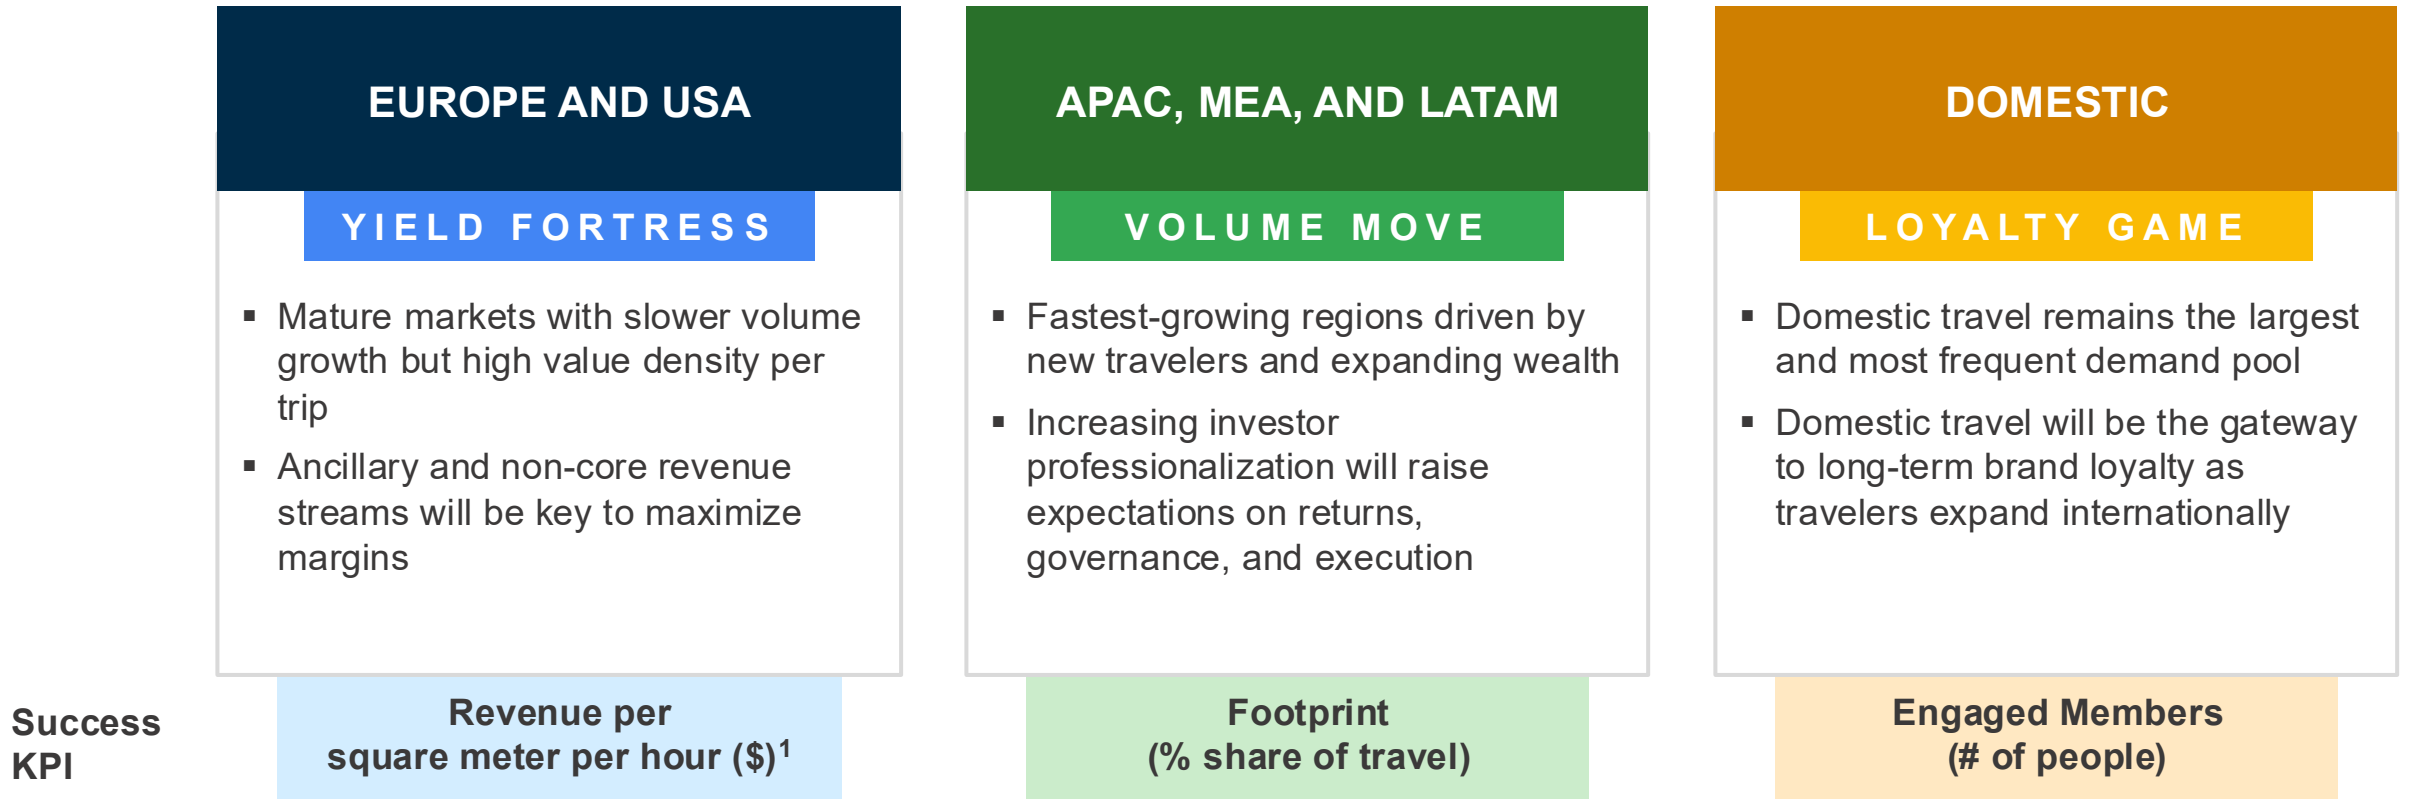 EUROPE AND USA
YIELD FORTRESS
▪ Mature markets with slower volume
growth but high value density per
trip
▪ Ancillary and non-core revenue
streams will be key to maximize
margins
Revenue per
square meter per hour ($)¹
APAC, MEA, AND LATAM
VOLUME MOVE
▪ Fastest-growing regions driven by
new travelers and expanding wealth
▪ Increasing investor
professionalization will raise
expectations on returns,
governance, and execution
Footprint
(% share of travel)
DOMESTIC
LOYALTY GAME
▪ Domestic travel remains the largest
and most frequent demand pool
▪ Domestic travel will be the gateway
to long-term brand loyalty as
travelers expand internationally
Engaged Members
(# of people)
Success
KPI